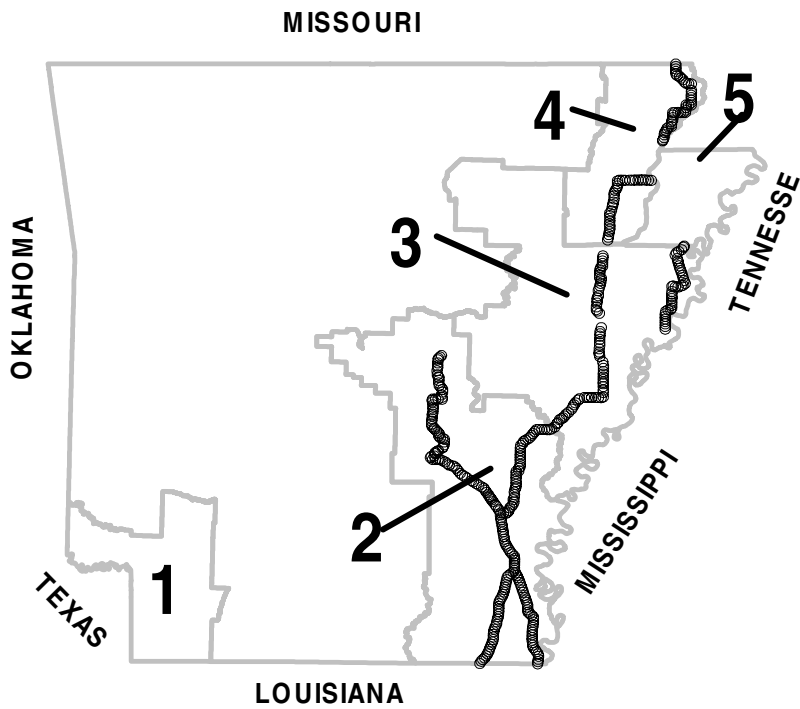 MISSOURI
4
5
OKLAHOMA
TENNESSE
3
2
MISSISSIPPI
1
TEXAS
LOUISIANA